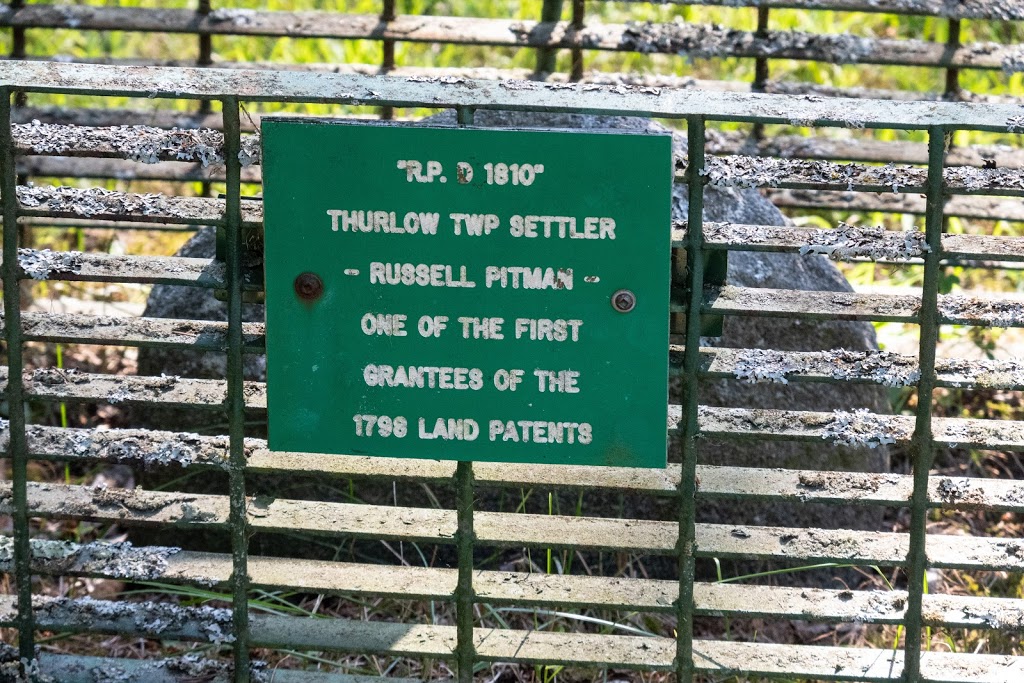 "R.P. D 1810"
THURLOW TWP SETTLER
- RUSSELL PITMAN -
ONE OF THE FIRST
GRANTEES OF THE
1798 LAND PATENTS